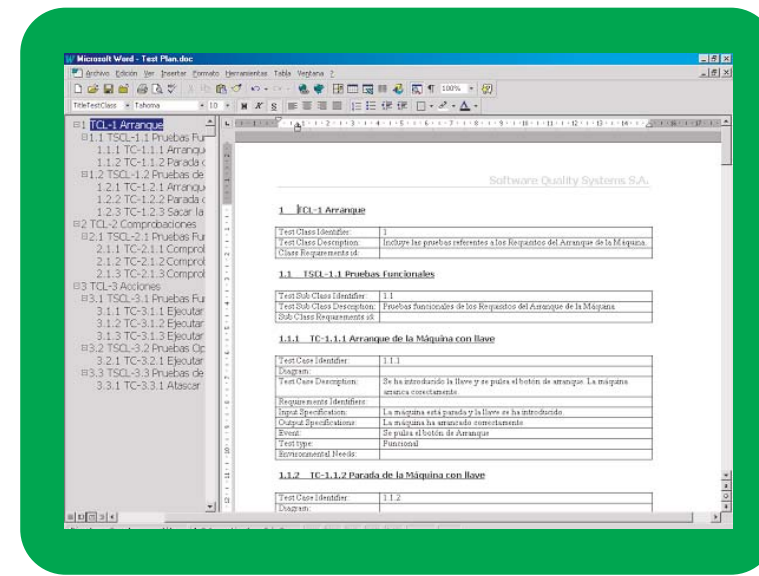 Microsoft Word - Test Plan.doc
Archivo Edición Ver Insertar Formato Herramientas Tabla Ventana ?
100%
TitleTestClass Tahoma 10 N K S
1 TCL-1 Arranque
1.1 TSCL-1.1 Pruebas Fur
1.1.1 TC-1.1.1 Arranqu
1.1.2 TC-1.1.2 Parada c
1.2 TSCL-1.2 Pruebas de
1.2.1 TC-1.2.1 Arranqu
1.2.2 TC-1.2.2 Parada c
1.2.3 TC-1.2.3 Sacar la
2 TCL-2 Comprobaciones
2.1 TSCL-2.1 Pruebas Fur
2.1.1 TC-2.1.1 Comprol
2.1.2 TC-2.1.2 Comprol
2.1.3 TC-2.1.3 Comprol
3 TCL-3 Acciones
3.1 TSCL-3.1 Pruebas Fur
3.1.1 TC-3.1.1 Ejecutar
3.1.2 TC-3.1.2 Ejecutar
3.1.3 TC-3.1.3 Ejecutar
3.2 TSCL-3.2 Pruebas Op
3.2.1 TC-3.2.1 Ejecutar
3.3 TSCL-3.3 Pruebas de
3.3.1 TC-3.3.1 Atascar
Software Quality Systems S.A.
1 TCL-1 Arranque
Test Class Identifier: 1
Test Class Description: Incluye las pruebas referentes a los Requisitos del Arranque de la Máquina.
Class Requirements id:
1.1 TSCL-1.1 Pruebas Funcionales
Test Sub Class Identifier: 1.1
Test Sub Class Description: Pruebas funcionales de los Requisitos del Arranque de la Máquina
Sub Class Requirements id:
1.1.1 TC-1.1.1 Arranque de la Máquina con llave
Test Case Identifier: 1.1.1
Diagram:
Test Case Description: Se ha introducido la llave y se pulsa el botón de arranque. La máquina
arranca correctamente.
Requirements Identifiers:
Input Specification: La máquina está parada y la llave se ha introducido.
Output Specifications: La máquina ha arrancado correctamente
Event: Se pulsa el botón de Arranque
Test type: Funcional
Environmental Needs:
1.1.2 TC-1.1.2 Parada de la Máquina con llave
Test Case Identifier: 1.1.2
Diagram: